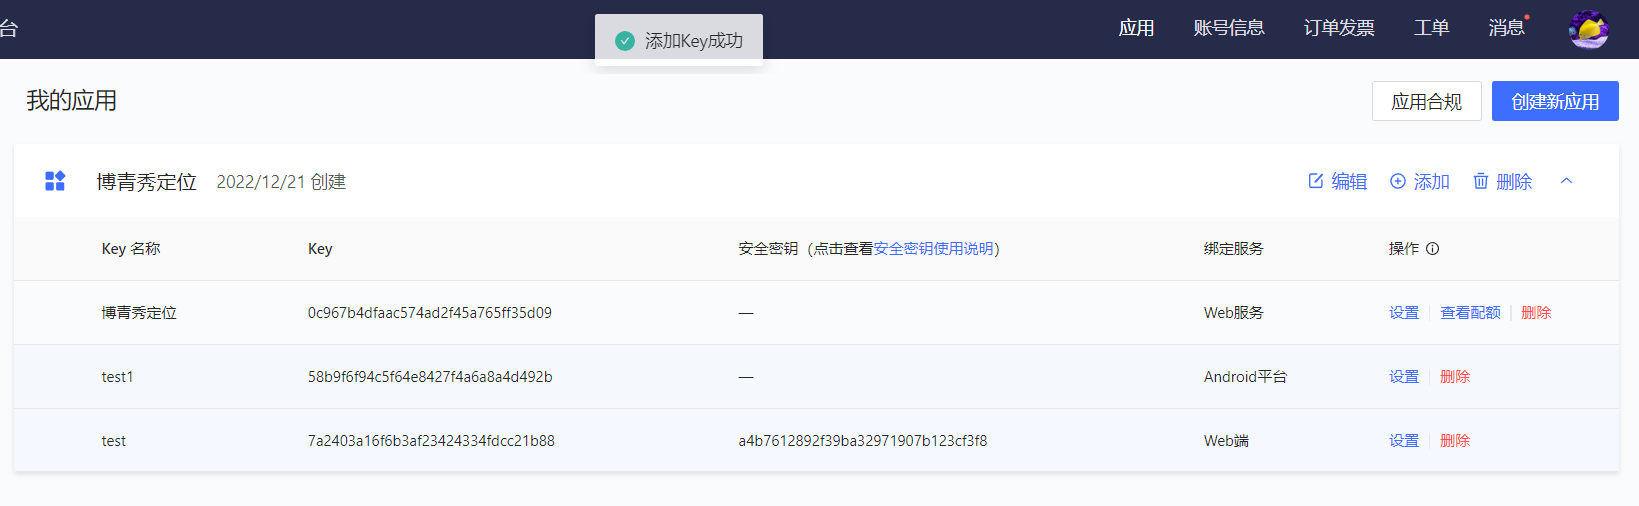 台 添加Key成功 应用 账号信息 订单发票 工单 消息
我的应用 应用合规 创建新应用
博青秀定位 2022/12/21 创建 编辑 添加 删除
Key 名称 Key 安全密钥（点击查看安全密钥使用说明） 绑定服务 操作
博青秀定位 0c967b4dfaac574ad2f45a765ff35d09 — Web服务 设置 查看配额 删除
test1 58b9f6f94c5f64e8427f4a6a8a4d492b — Android平台 设置 删除
test 7a2403a16f6b3af23424334fdcc21b88 a4b7612892f39ba32971907b123cf3f8 Web端 设置 删除